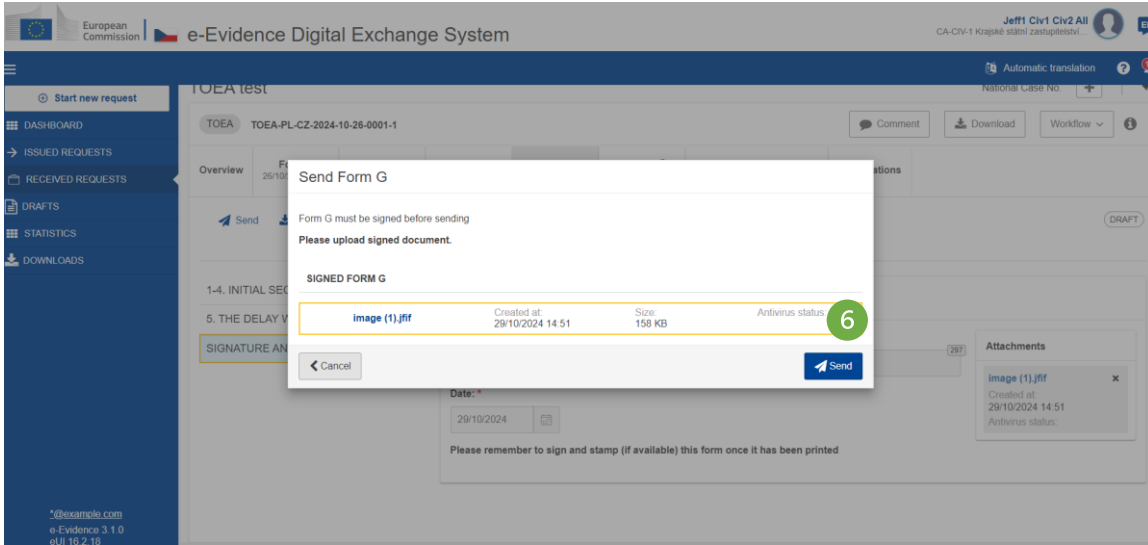 European
Commission
e-Evidence Digital Exchange System
Jeff1 Civ1 Civ2 All
CA-CIV-1 Krajské státní zastupitelství...
Automatic translation
Start new request
DASHBOARD
ISSUED REQUESTS
RECEIVED REQUESTS
DRAFTS
STATISTICS
DOWNLOADS
*@example.com
e-Evidence 3.1.0
eUI 16.2.18
TOEA test
National Case No.
TOEA TOEA-PL-CZ-2024-10-26-0001-1
Comment
Download
Workflow
Overview
Send
DRAFT
1-4. INITIAL
5. THE DELAY
SIGNATURE
Send Form G
Form G must be signed before sending
Please upload signed document.
SIGNED FORM G
image (1).jfif
Created at:
29/10/2024 14:51
Size:
158 KB
Antivirus status:
6
Cancel
Send
297
Date: *
29/10/2024
Please remember to sign and stamp (if available) this form once it has been printed
Attachments
image (1).jfif
Created at:
29/10/2024 14:51
Antivirus status: